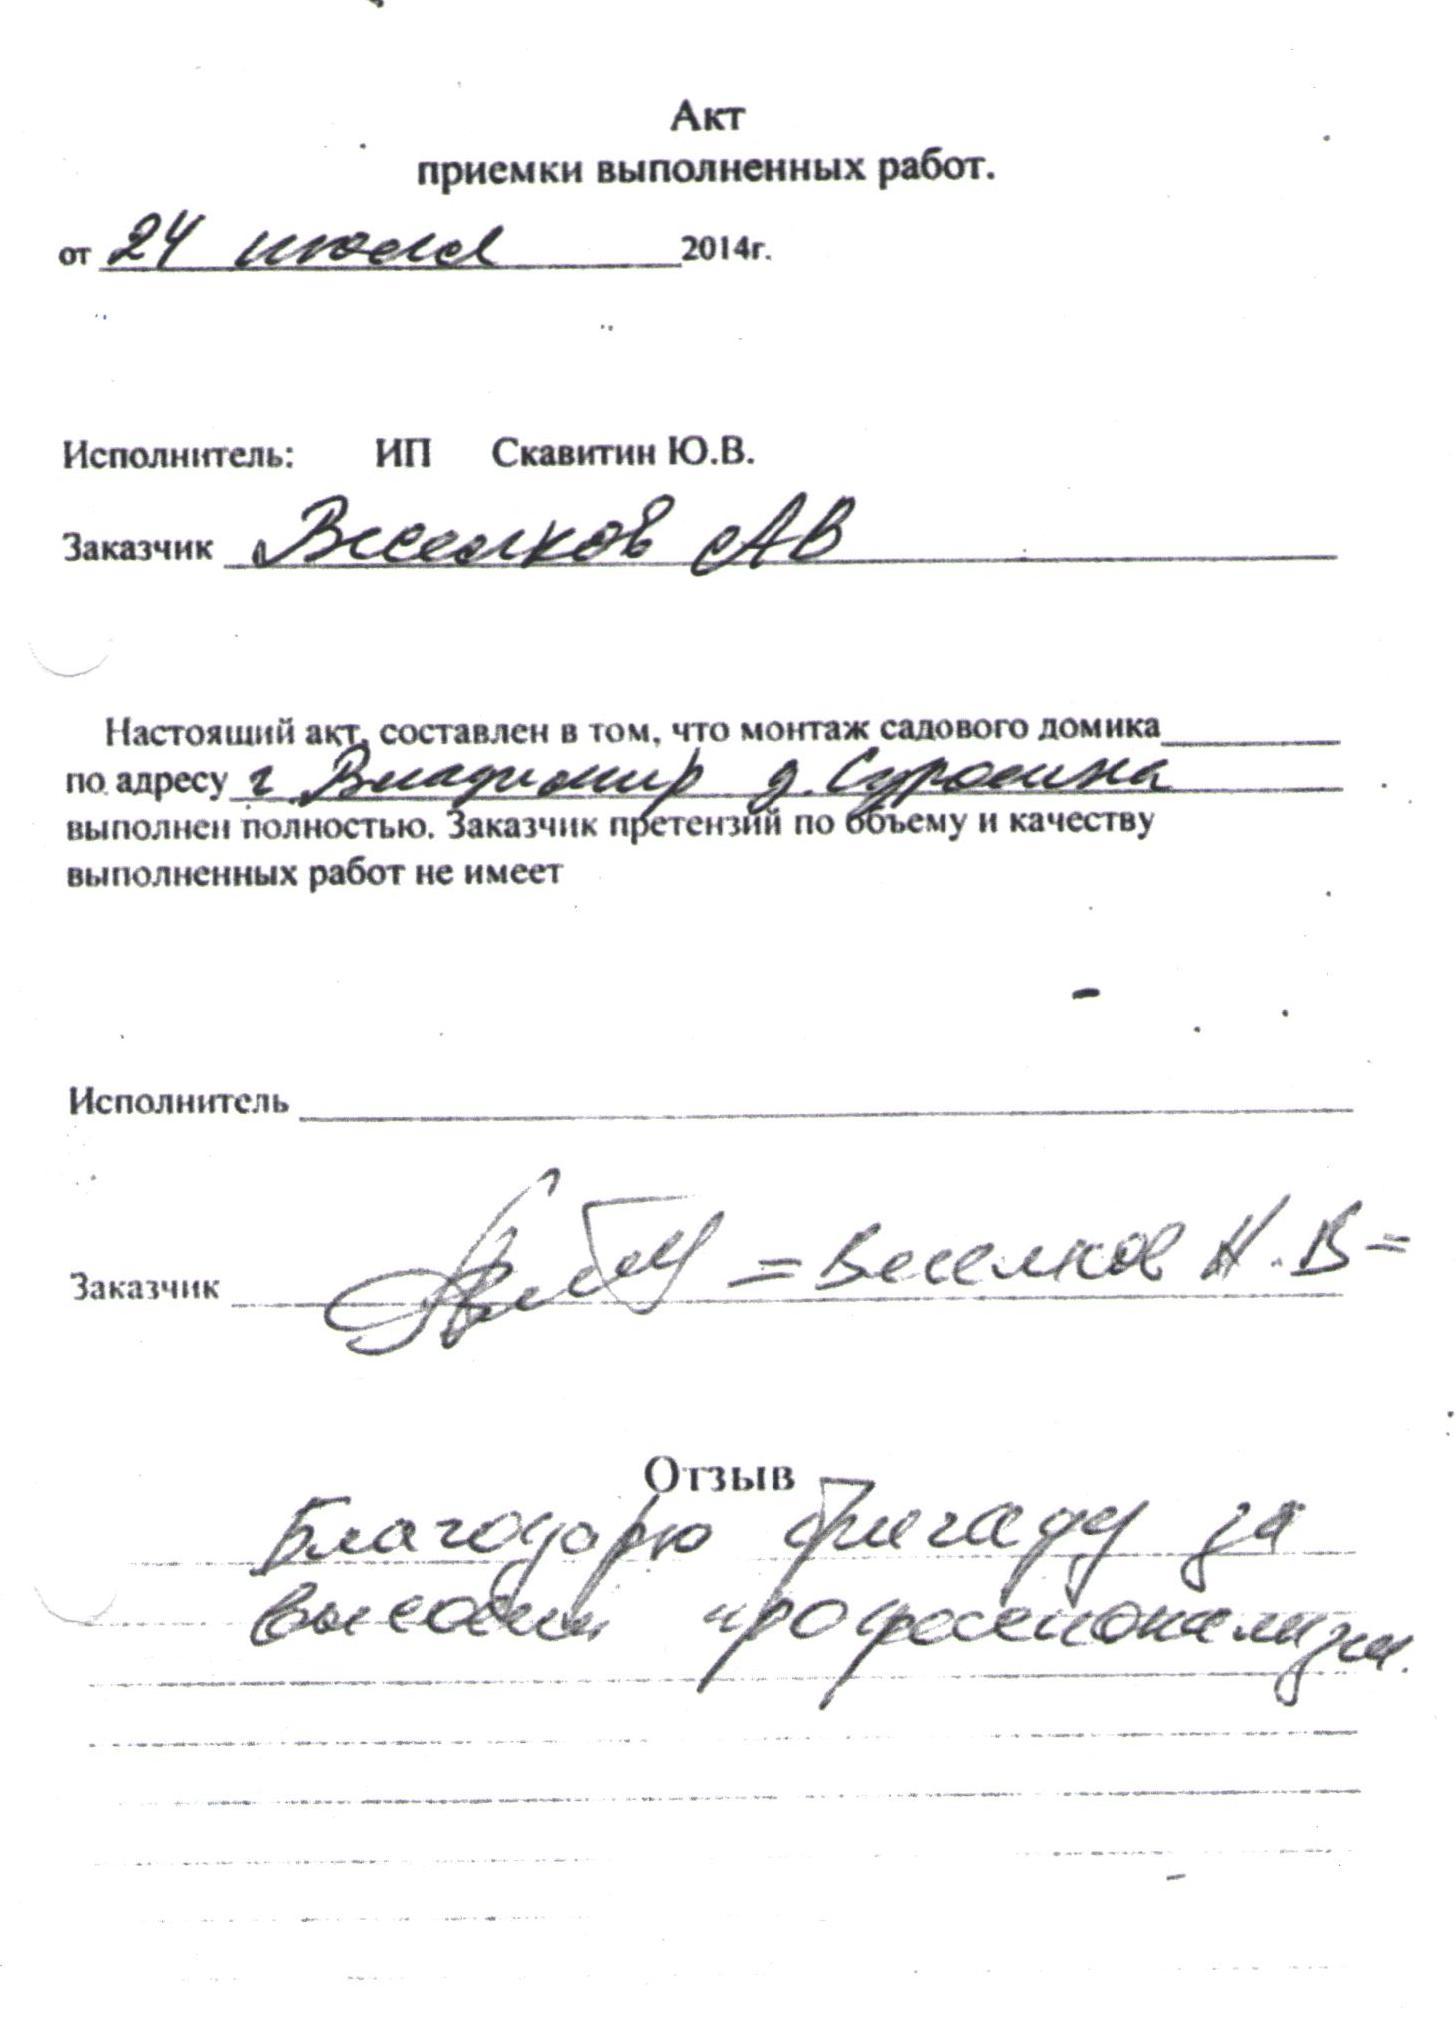 Акт
приемки выполненных работ.
от 24 июля 2014г.
Исполнитель: ИП Скавитин Ю.В.
Заказчик Веселков АВ
Настоящий акт, составлен в том, что монтаж садового домика
по адресу г Владимир д.
выполнен полностью. Заказчик претензий по объему и качеству
выполненных работ не имеет
Исполнитель
Заказчик =Веселков А.В=
Отзыв
Благодарю бригаду за
высокий профессионализм.